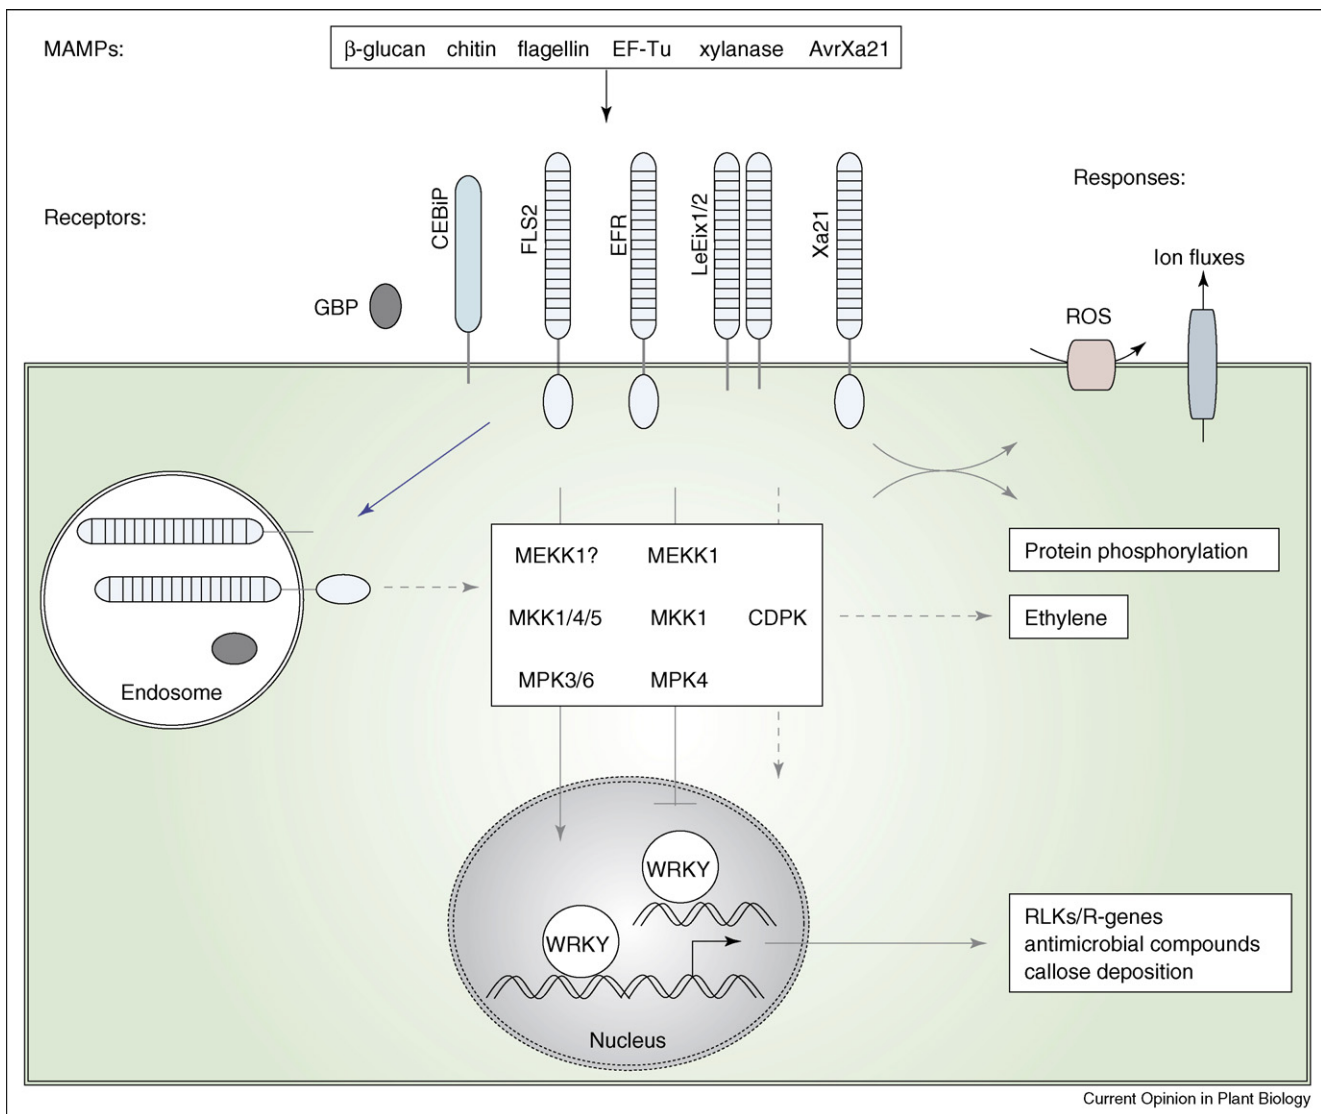 MAMPs:
β-glucan chitin flagellin EF-Tu xylanase AvrXa21
Receptors:
GBP
CEBiP
FLS2
EFR
LeEix1/2
Xa21
Responses:
Ion fluxes
ROS
Endosome
MEKK1? MEKK1
MKK1/4/5 MKK1 CDPK
MPK3/6 MPK4
Protein phosphorylation
Ethylene
WRKY
WRKY
Nucleus
RLKs/R-genes
antimicrobial compounds
callose deposition
Current Opinion in Plant Biology